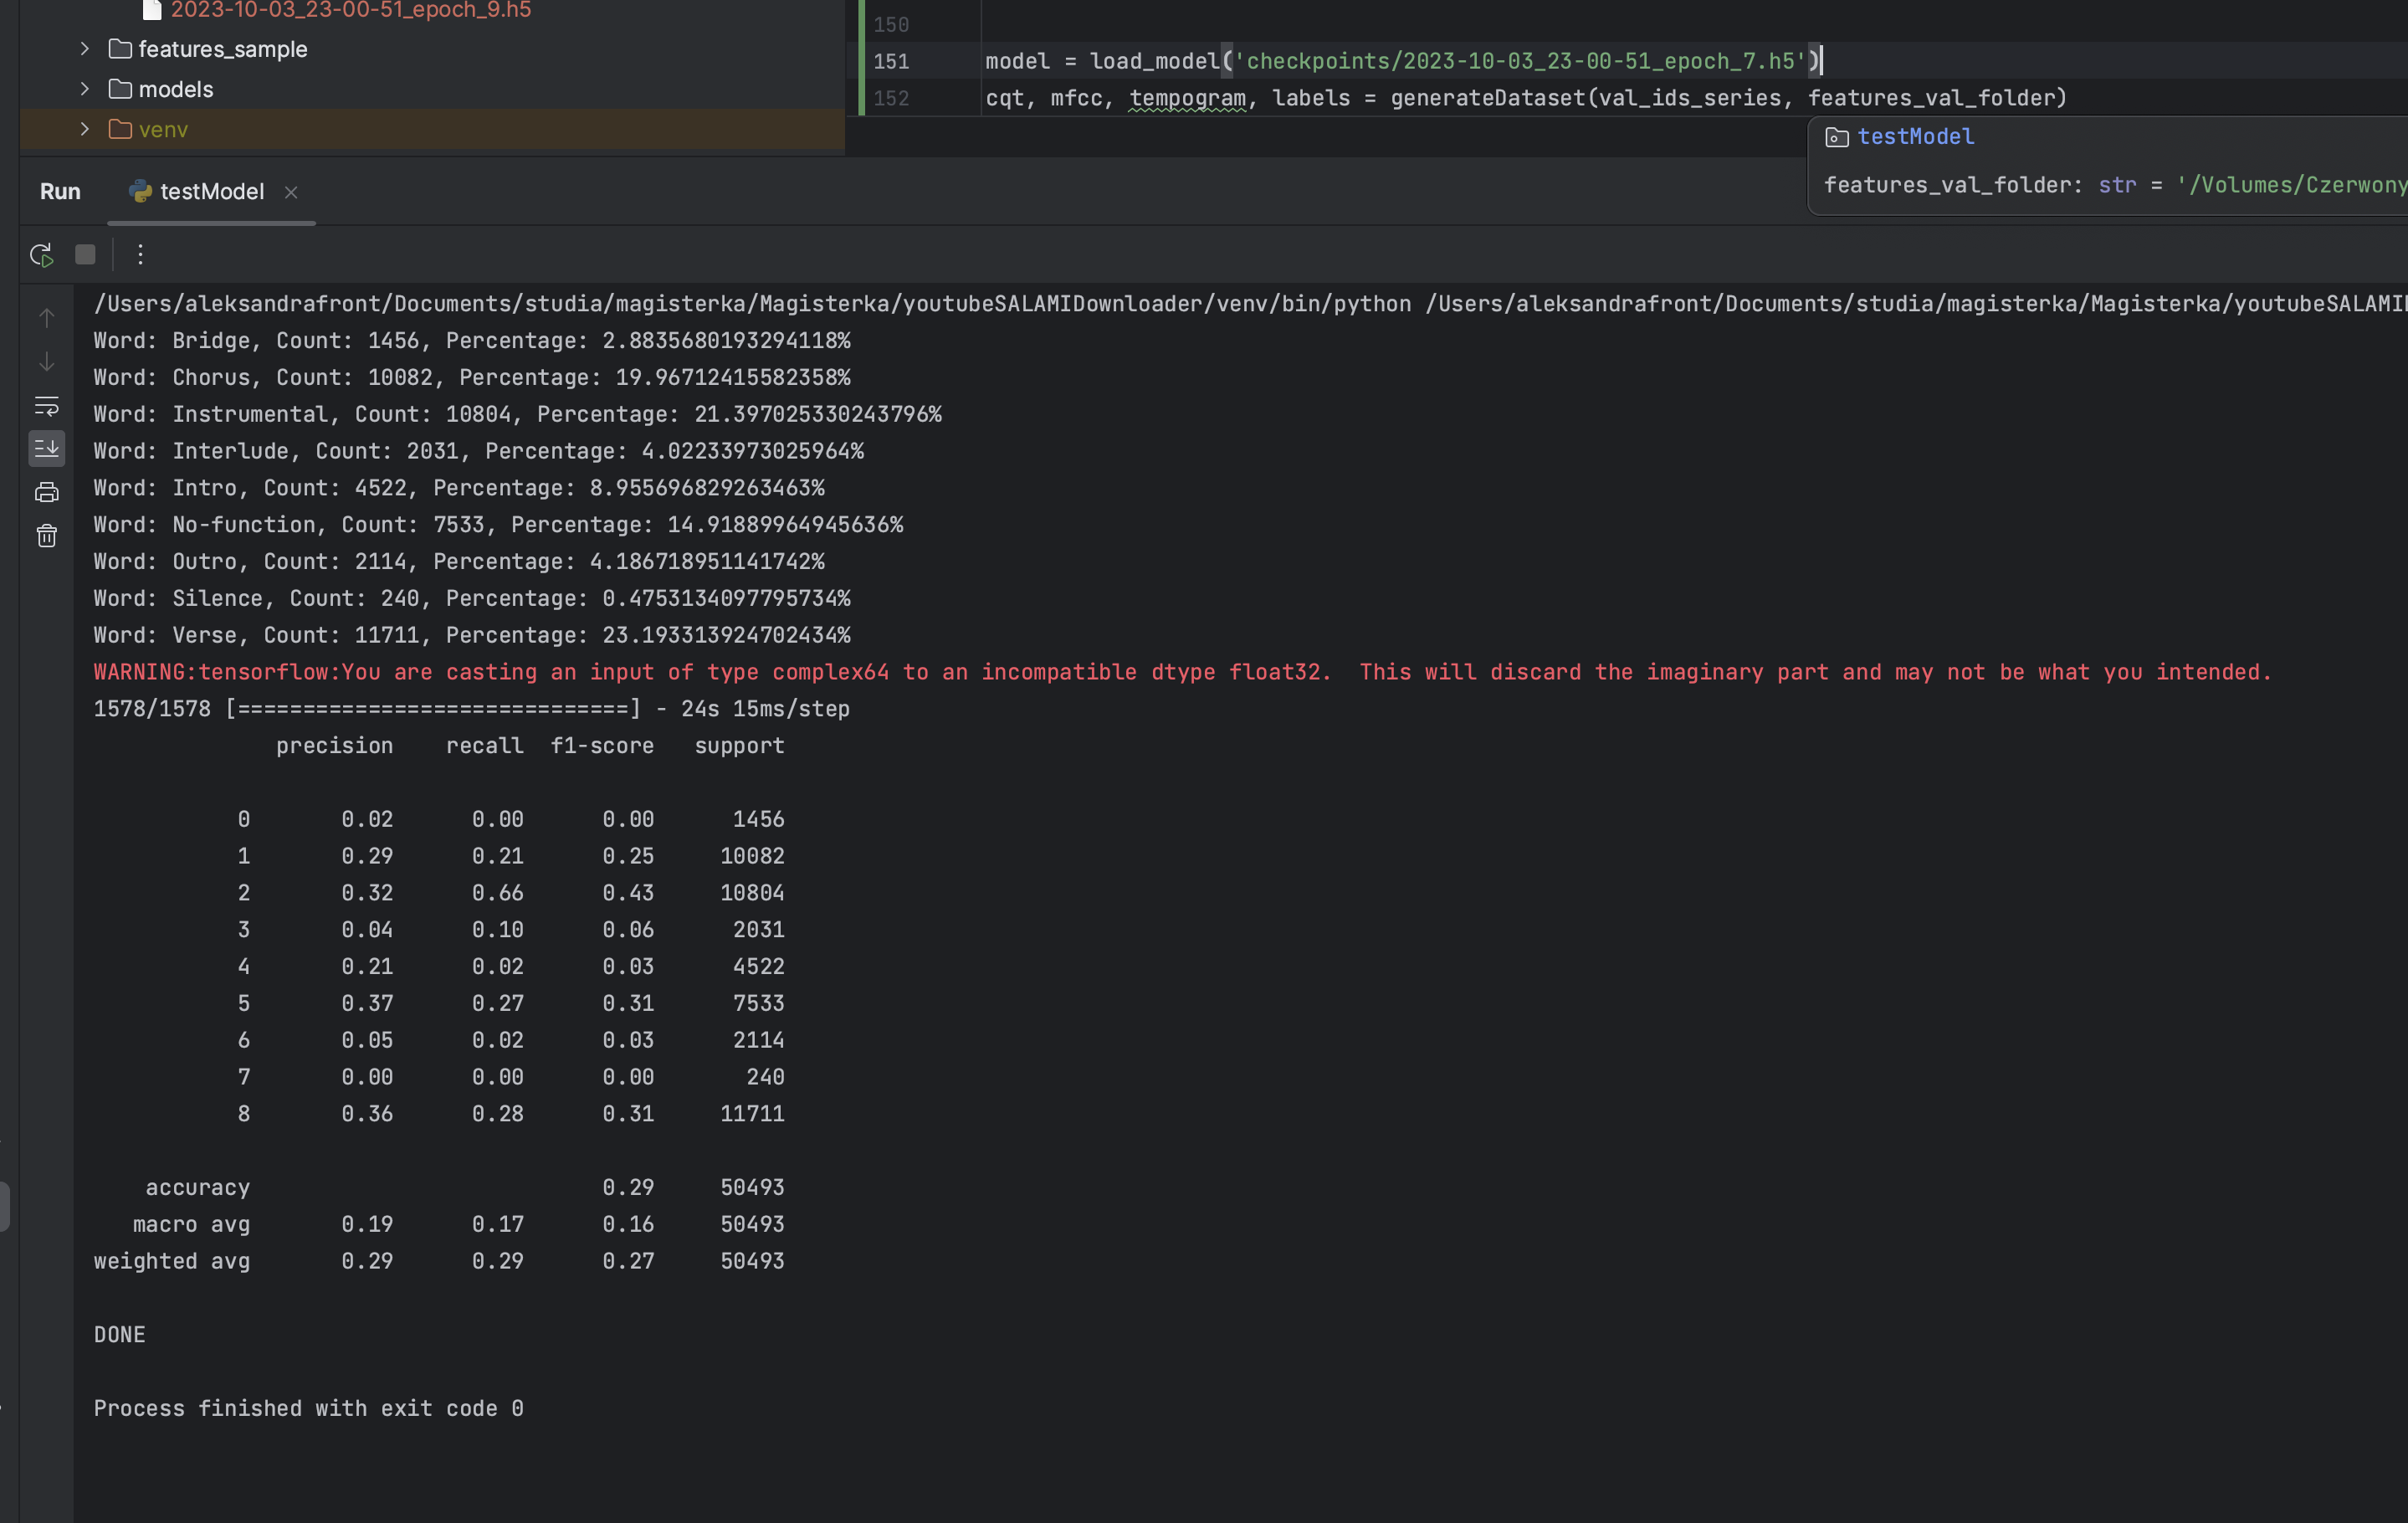 2023-10-03_23-00-51_epoch_9.h5
features_sample
models
venv
150
151 model = load_model('checkpoints/2023-10-03_23-00-51_epoch_7.h5')
152 cqt, mfcc, tempogram, labels = generateDataset(val_ids_series, features_val_folder)
testModel
features_val_folder: str = '/Volumes/Czerwony
Run testModel
/Users/aleksandrafront/Documents/studia/magisterka/Magisterka/youtubeSALAMIDownloader/venv/bin/python /Users/aleksandrafront/Documents/studia/magisterka/Magisterka/youtubeSALAMI
Word: Bridge, Count: 1456, Percentage: 2.8835680193294118%
Word: Chorus, Count: 10082, Percentage: 19.96712415582358%
Word: Instrumental, Count: 10804, Percentage: 21.397025330243796%
Word: Interlude, Count: 2031, Percentage: 4.02233973025964%
Word: Intro, Count: 4522, Percentage: 8.955696829263463%
Word: No-function, Count: 7533, Percentage: 14.91889964945636%
Word: Outro, Count: 2114, Percentage: 4.1867189511417​42%
Word: Silence, Count: 240, Percentage: 0.4753134097795734%
Word: Verse, Count: 11711, Percentage: 23.193313924702434%
WARNING:tensorflow:You are casting an input of type complex64 to an incompatible dtype float32.  This will discard the imaginary part and may not be what you intended.
1578/1578 [==============================] - 24s 15ms/step
precision recall f1-score support
0 0.02 0.00 0.00 1456
1 0.29 0.21 0.25 10082
2 0.32 0.66 0.43 10804
3 0.04 0.10 0.06 2031
4 0.21 0.02 0.03 4522
5 0.37 0.27 0.31 7533
6 0.05 0.02 0.03 2114
7 0.00 0.00 0.00 240
8 0.36 0.28 0.31 11711
accuracy 0.29 50493
macro avg 0.19 0.17 0.16 50493
weighted avg 0.29 0.29 0.27 50493
DONE
Process finished with exit code 0